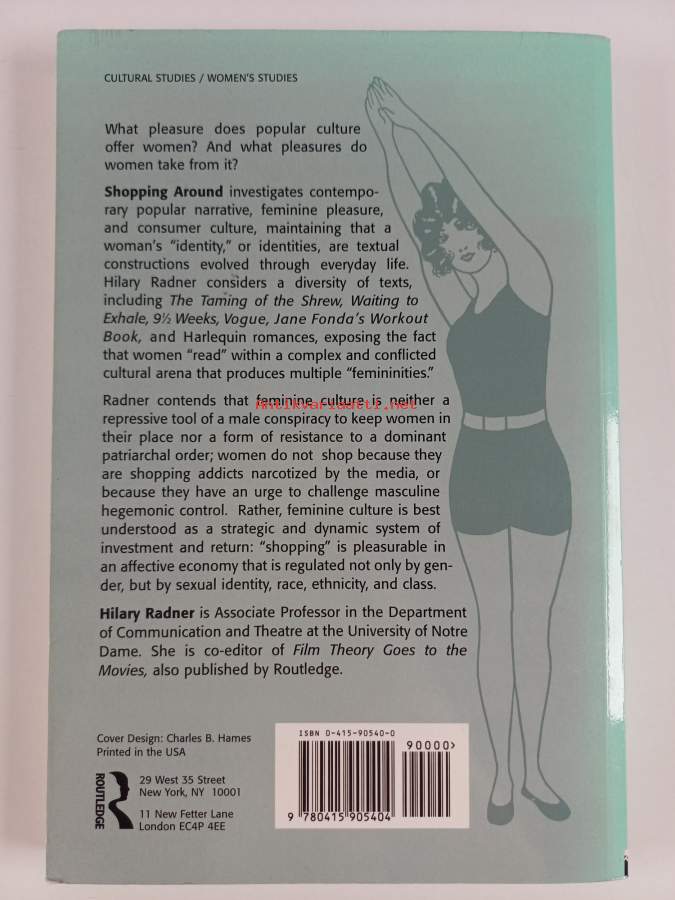 CULTURAL STUDIES / WOMEN'S STUDIES
What pleasure does popular culture
offer women? And what pleasures do
women take from it?
Shopping Around investigates contempo-
rary popular narrative, feminine pleasure,
and consumer culture, maintaining that a
woman's "identity," or identities, are textual
constructions evolved through everyday life.
Hilary Radner considers a diversity of texts,
including The Taming of the Shrew, Waiting to
Exhale, 9½ Weeks, Vogue, Jane Fonda's Workout
Book, and Harlequin romances, exposing the fact
that women "read" within a complex and conflicted
cultural arena that produces multiple "femininities."
Radner contends that feminine culture is neither a
repressive tool of a male conspiracy to keep women in
their place nor a form of resistance to a dominant
patriarchal order; women do not shop because they
are shopping addicts narcotized by the media, or
because they have an urge to challenge masculine
hegemonic control. Rather, feminine culture is best
understood as a strategic and dynamic system of
investment and return: "shopping" is pleasurable in
an affective economy that is regulated not only by gen-
der, but by sexual identity, race, ethnicity, and class.
Hilary Radner is Associate Professor in the Department
of Communication and Theatre at the University of Notre
Dame. She is co-editor of Film Theory Goes to the
Movies, also published by Routledge.
Cover Design: Charles B. Hames
Printed in the USA
ROUTLEDGE
29 West 35 Street
New York, NY 10001
11 New Fetter Lane
London EC4P 4EE
ISBN 0-415-90540-0
90000>
9 780415 905404
Antikvariaatti.net